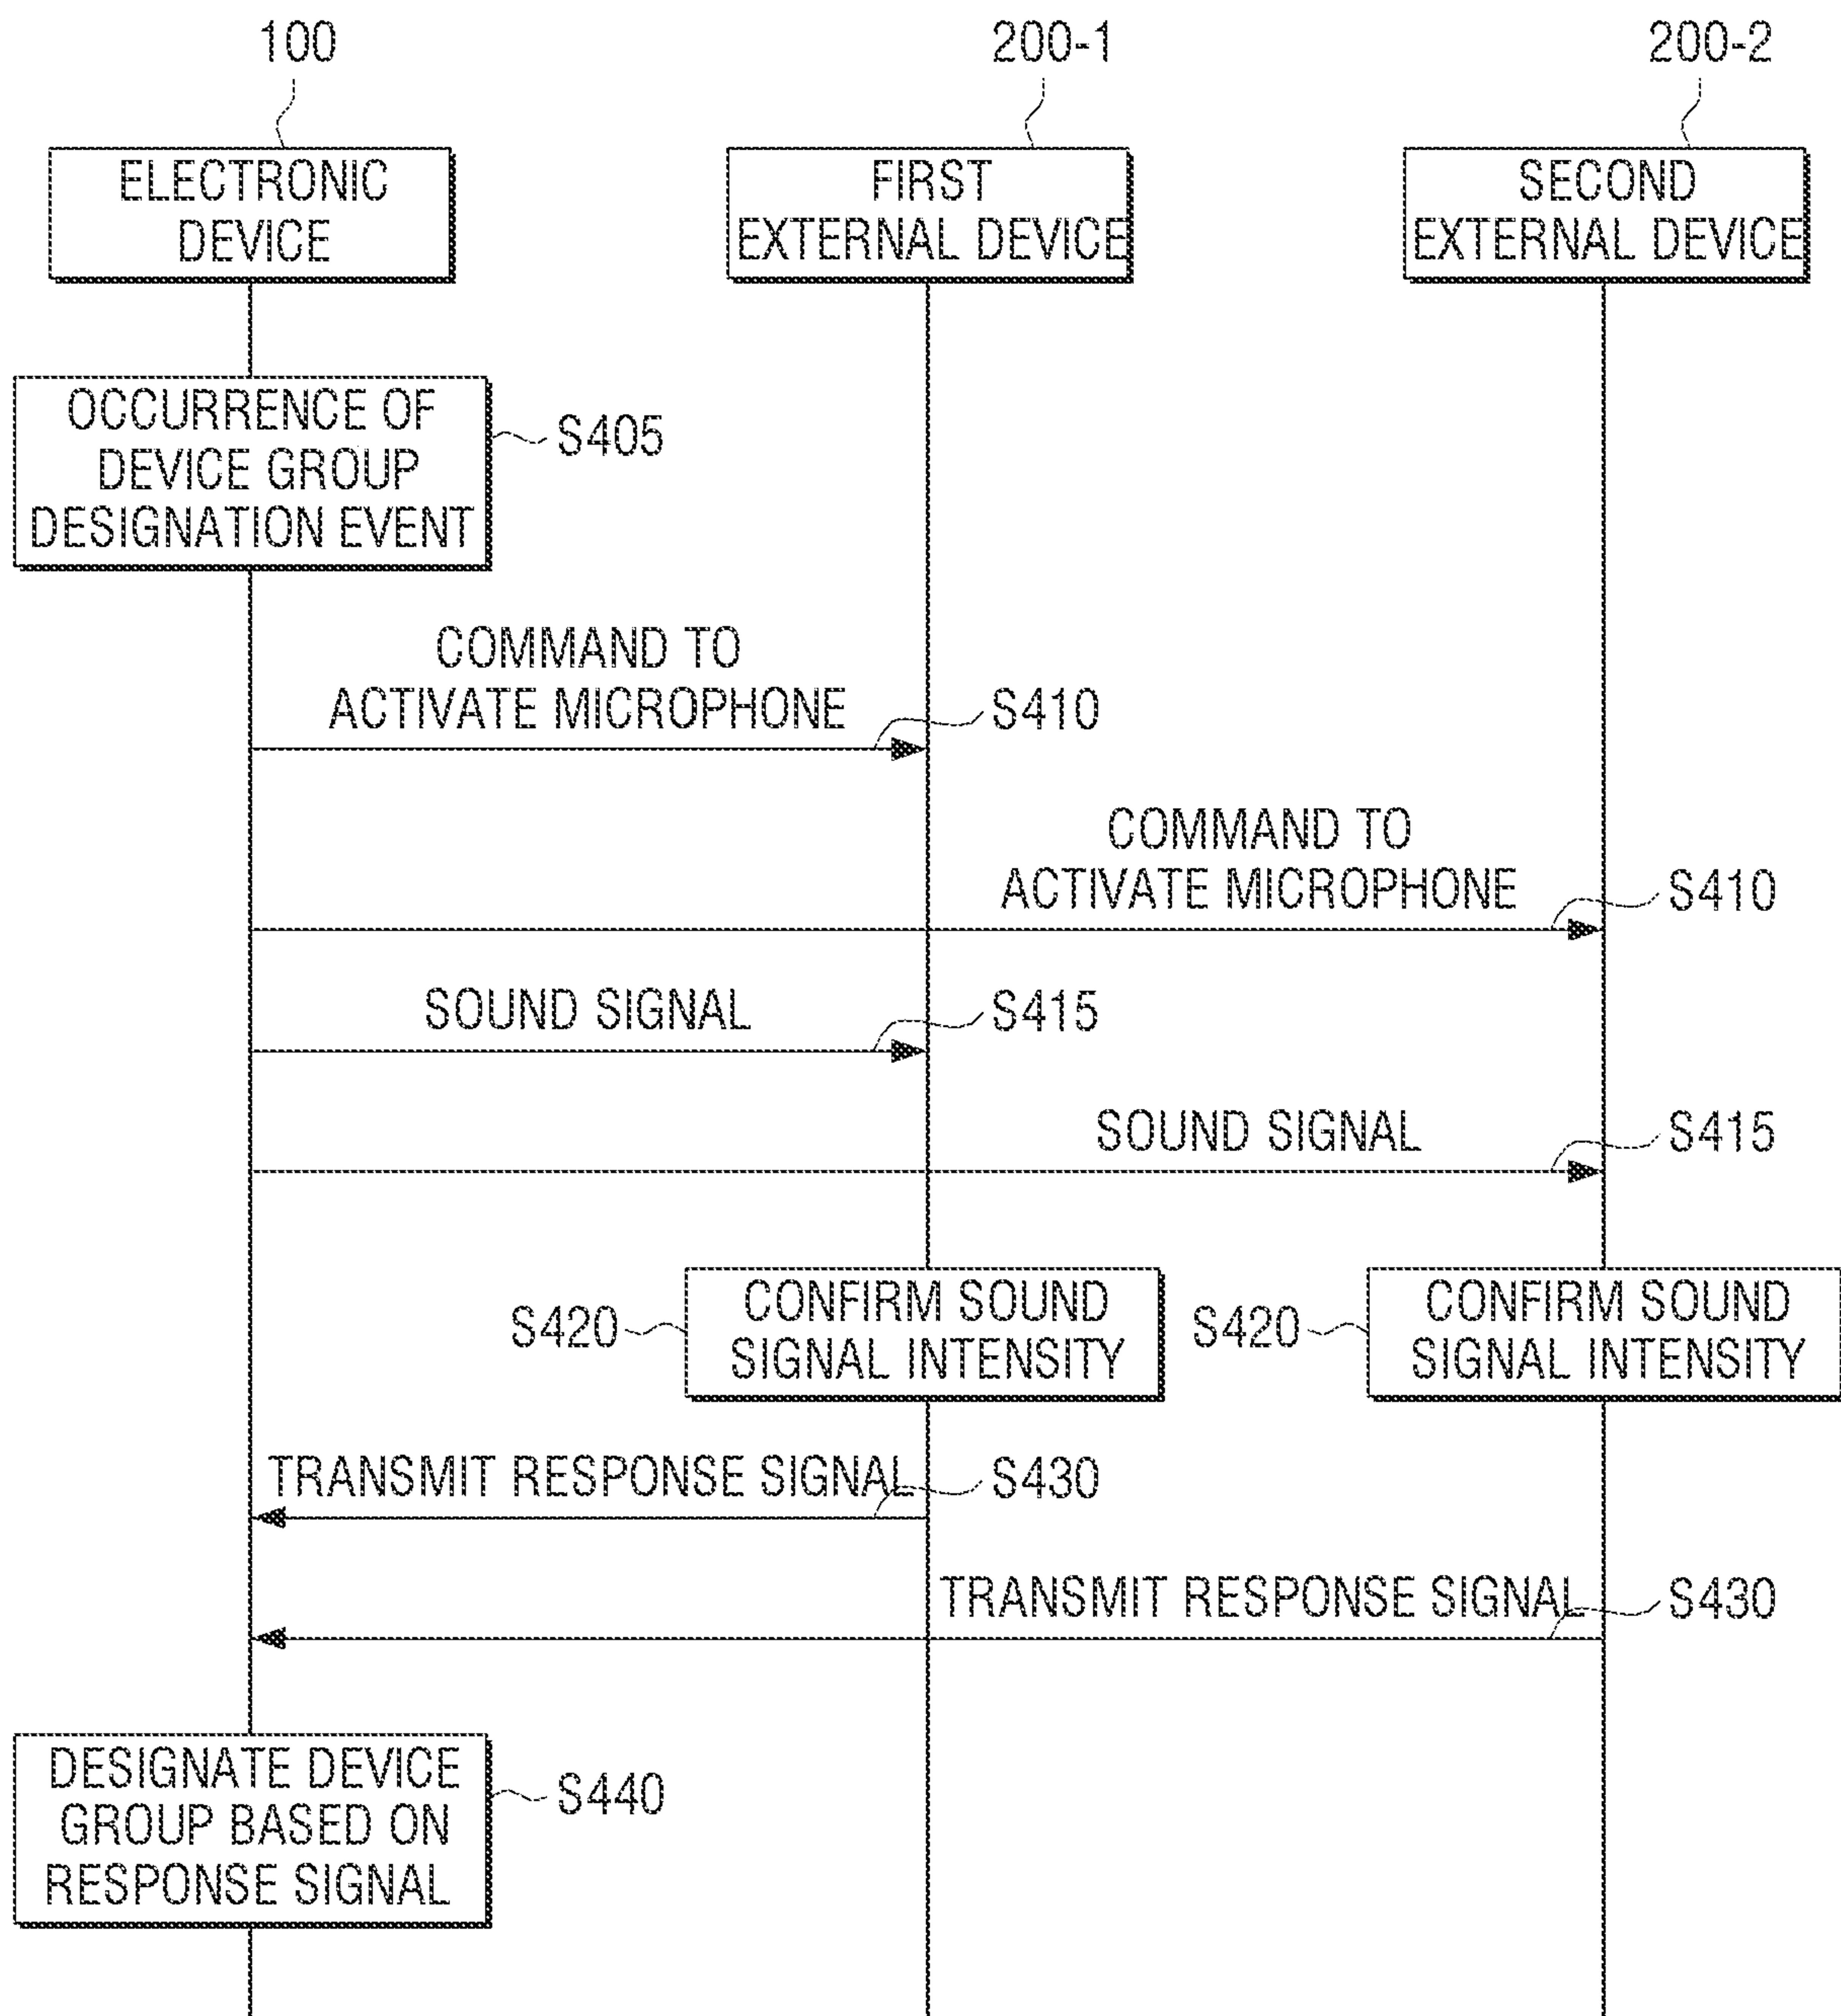 100
200-1
200-2
ELECTRONIC
DEVICE
FIRST
EXTERNAL DEVICE
SECOND
EXTERNAL DEVICE
OCCURRENCE OF
DEVICE GROUP
DESIGNATION EVENT
S405
COMMAND TO
ACTIVATE MICROPHONE
S410
COMMAND TO
ACTIVATE MICROPHONE
S410
SOUND SIGNAL
S415
SOUND SIGNAL
S415
S420
CONFIRM SOUND
SIGNAL INTENSITY
S420
CONFIRM SOUND
SIGNAL INTENSITY
TRANSMIT RESPONSE SIGNAL
S430
TRANSMIT RESPONSE SIGNAL
S430
DESIGNATE DEVICE
GROUP BASED ON
RESPONSE SIGNAL
S440